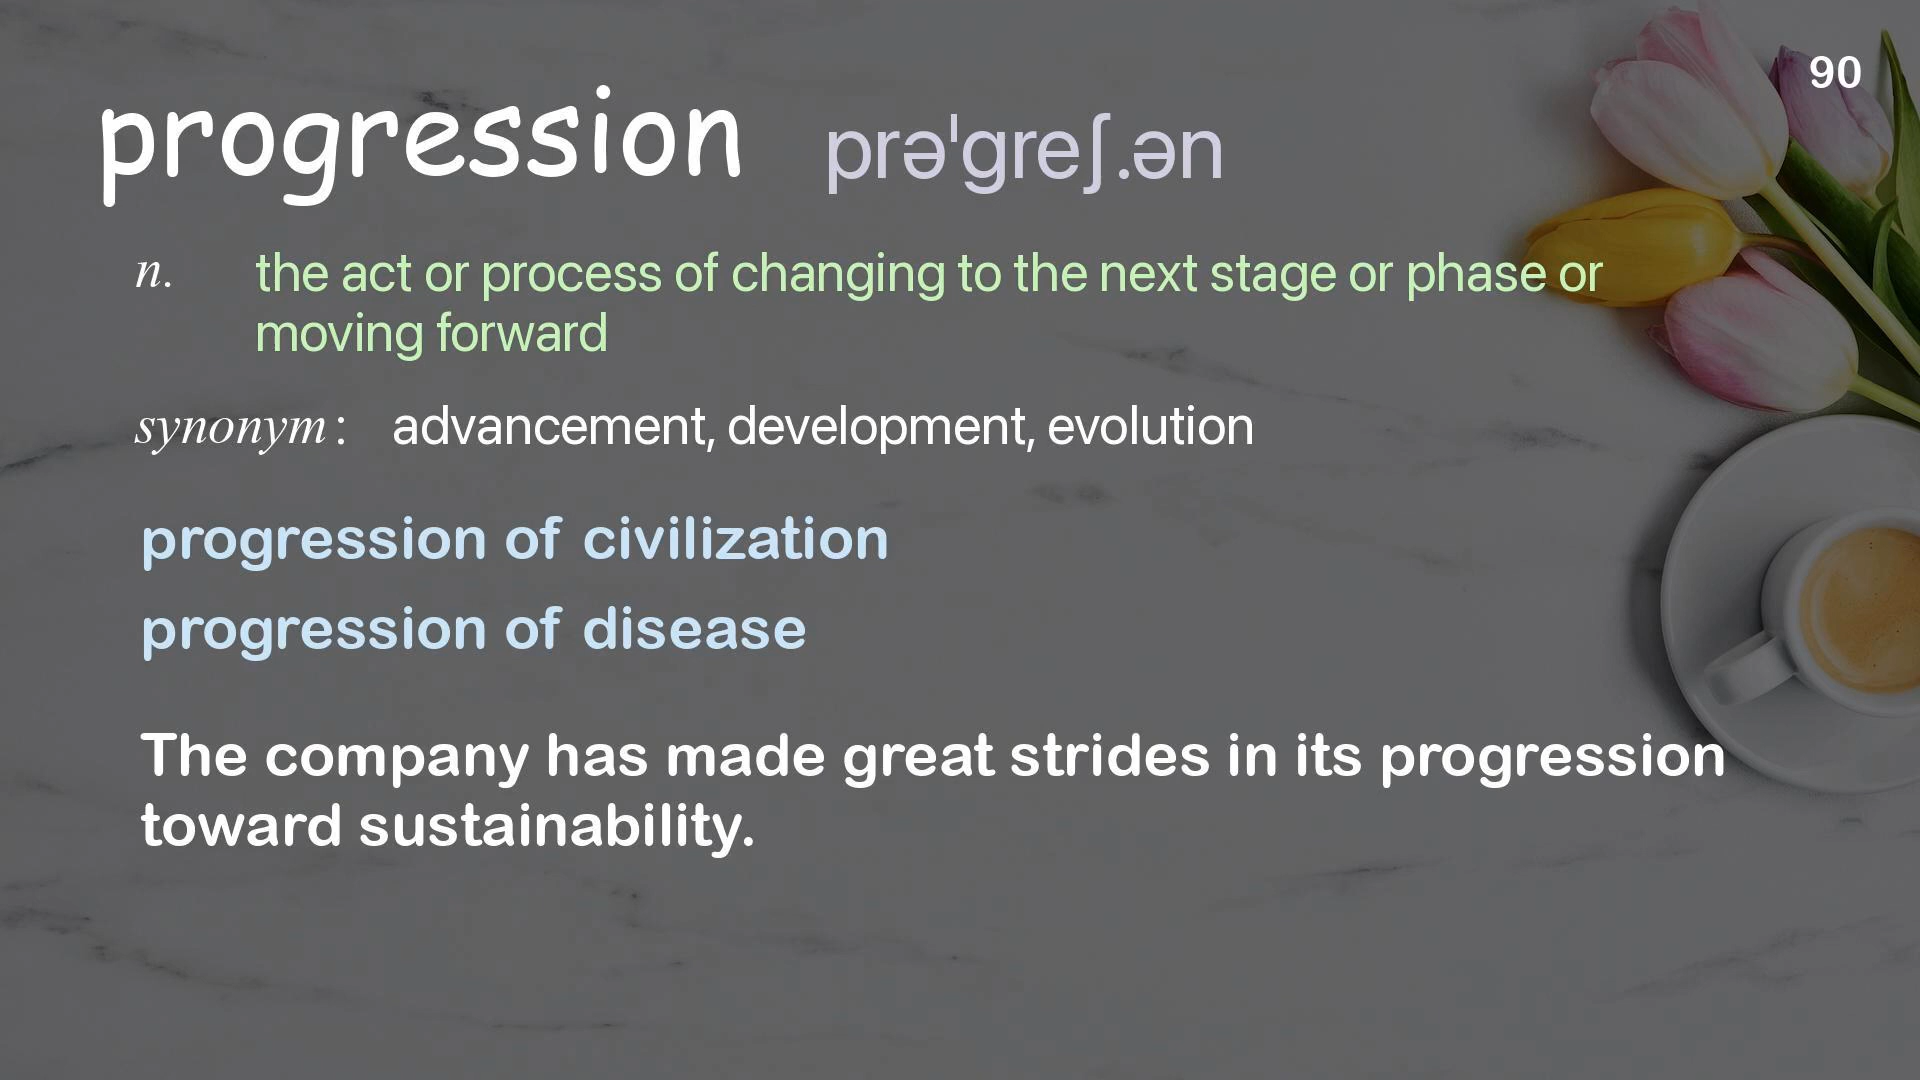 90
progression prəˈɡreʃ.ən
n. the act or process of changing to the next stage or phase or
moving forward
synonym: advancement, development, evolution
progression of civilization
progression of disease
The company has made great strides in its progression
toward sustainability.